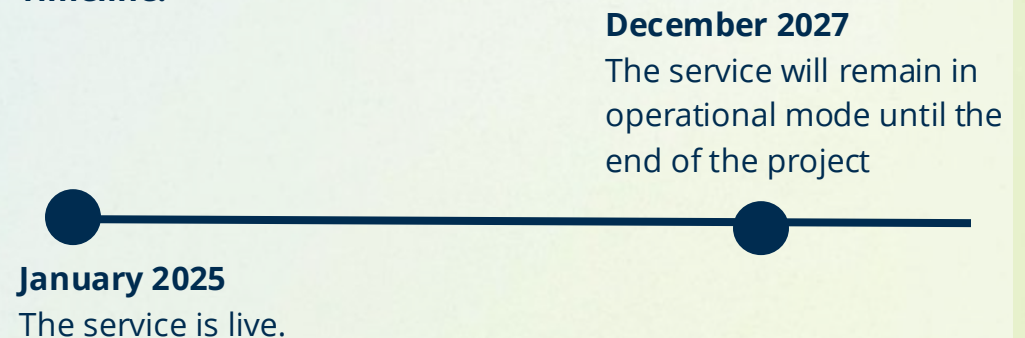 Timeline:
December 2027
The service will remain in
operational mode until the
end of the project
January 2025
The service is live.